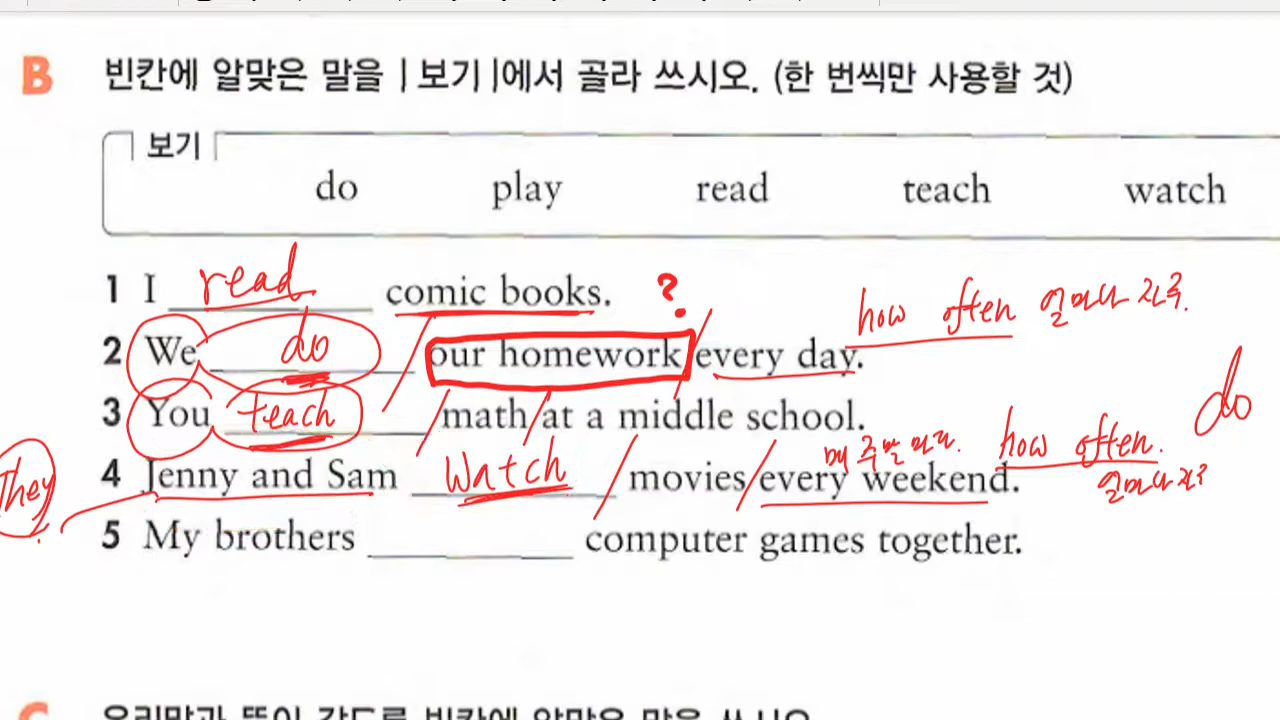 B 빈칸에 알맞은 말을 | 보기 |에서 골라 쓰시오. (한 번씩만 사용할 것)
보기
do play read teach watch
1 I read comic books. ?
how often 얼마나 자주.
2 We do our homework every day.
do
3 You teach math at a middle school.
매 주말 마다. how often.
They 4 Jenny and Sam watch movies every weekend.
얼마나 자주
5 My brothers ____ computer games together.